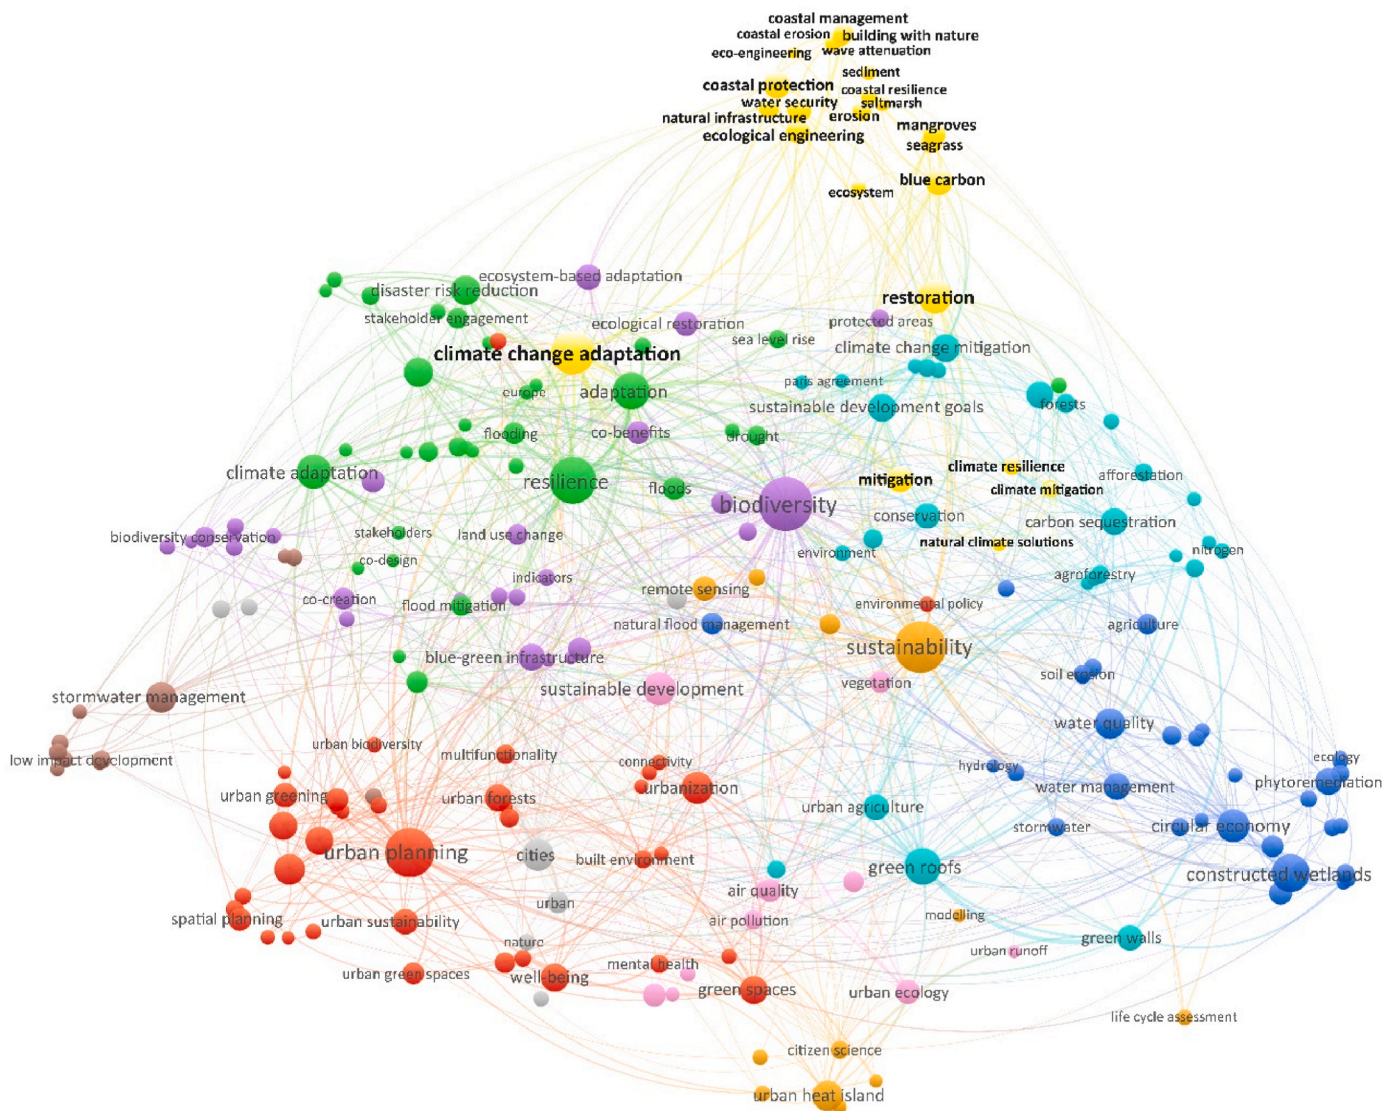 coastal management
coastal erosion
building with nature
eco-engineering
wave attenuation
sediment
coastal protection
coastal resilience
water security
saltmarsh
natural infrastructure
erosion
mangroves
ecological engineering
seagrass
blue carbon
ecosystem
ecosystem-based adaptation
disaster risk reduction
restoration
stakeholder engagement
ecological restoration
protected areas
sea level rise
climate change mitigation
climate change adaptation
paris agreement
europe
adaptation
sustainable development goals
forests
flooding
co-benefits
drought
climate resilience
climate adaptation
afforestation
resilience
floods
mitigation
climate mitigation
biodiversity
conservation
carbon sequestration
biodiversity conservation
stakeholders
land use change
natural climate solutions
environment
nitrogen
co-design
indicators
agroforestry
remote sensing
co-creation
flood mitigation
environmental policy
natural flood management
agriculture
sustainability
blue-green infrastructure
soil erosion
sustainable development
vegetation
stormwater management
water quality
urban biodiversity
multifunctionality
low impact development
connectivity
hydrology
ecology
urban greening
urban forests
urbanization
water management
phytoremediation
urban agriculture
stormwater
circular economy
urban planning
cities
built environment
green roofs
constructed wetlands
air quality
urban
spatial planning
urban sustainability
air pollution
modelling
nature
green walls
urban runoff
urban green spaces
well-being
mental health
green spaces
urban ecology
life cycle assessment
citizen science
urban heat island